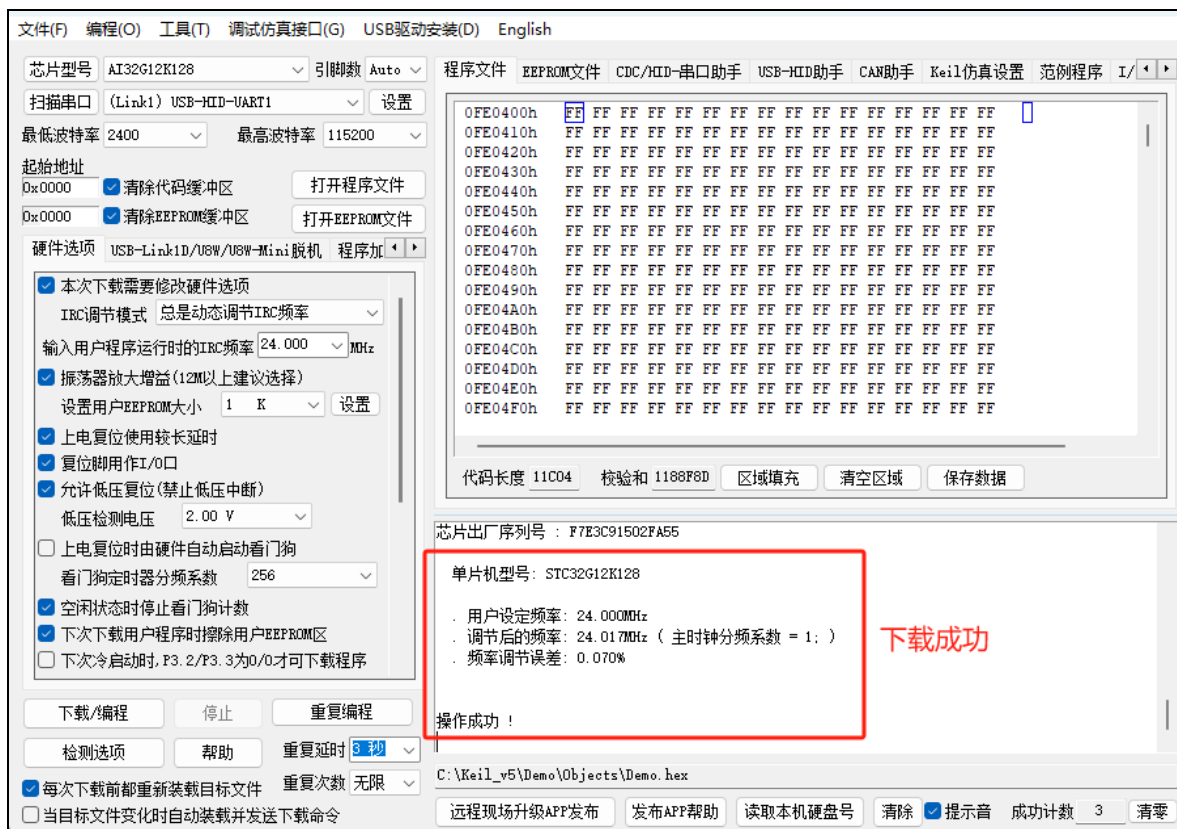 文件(F) 编程(O) 工具(T) 调试仿真接口(G) USB驱动安装(D) English
芯片型号 AI32G12K128 引脚数 Auto
扫描串口 (Link1) USB-HID-UART1 设置
最低波特率 2400 最高波特率 115200
起始地址
0x0000 清除代码缓冲区 打开程序文件
0x0000 清除EEPROM缓冲区 打开EEPROM文件
硬件选项 USB-Link1D/U8W/U8W-Mini脱机 程序加
本次下载需要修改硬件选项
IRC调节模式 总是动态调节IRC频率
输入用户程序运行时的IRC频率 24.000 MHz
振荡器放大增益(12M以上建议选择)
设置用户EEPROM大小 1 K 设置
上电复位使用较长延时
复位脚用作I/O口
允许低压复位(禁止低压中断)
低压检测电压 2.00 V
上电复位时由硬件自动启动看门狗
看门狗定时器分频系数 256
空闲状态时停止看门狗计数
下次下载用户程序时擦除用户EEPROM区
下次冷启动时,P3.2/P3.3为0/0才可下载程序
下载/编程 停止 重复编程
检测选项 帮助 重复延时 3 秒
每次下载前都重新装载目标文件 重复次数 无限
当目标文件变化时自动装载并发送下载命令
程序文件 EEPROM文件 CDC/HID-串口助手 USB-HID助手 CAN助手 Keil仿真设置 范例程序 I/
0FE0400h FF FF FF FF FF FF FF FF FF FF FF FF FF FF FF FF
0FE0410h FF FF FF FF FF FF FF FF FF FF FF FF FF FF FF FF
0FE0420h FF FF FF FF FF FF FF FF FF FF FF FF FF FF FF FF
0FE0430h FF FF FF FF FF FF FF FF FF FF FF FF FF FF FF FF
0FE0440h FF FF FF FF FF FF FF FF FF FF FF FF FF FF FF FF
0FE0450h FF FF FF FF FF FF FF FF FF FF FF FF FF FF FF FF
0FE0460h FF FF FF FF FF FF FF FF FF FF FF FF FF FF FF FF
0FE0470h FF FF FF FF FF FF FF FF FF FF FF FF FF FF FF FF
0FE0480h FF FF FF FF FF FF FF FF FF FF FF FF FF FF FF FF
0FE0490h FF FF FF FF FF FF FF FF FF FF FF FF FF FF FF FF
0FE04A0h FF FF FF FF FF FF FF FF FF FF FF FF FF FF FF FF
0FE04B0h FF FF FF FF FF FF FF FF FF FF FF FF FF FF FF FF
0FE04C0h FF FF FF FF FF FF FF FF FF FF FF FF FF FF FF FF
0FE04D0h FF FF FF FF FF FF FF FF FF FF FF FF FF FF FF FF
0FE04E0h FF FF FF FF FF FF FF FF FF FF FF FF FF FF FF FF
0FE04F0h FF FF FF FF FF FF FF FF FF FF FF FF FF FF FF FF
代码长度 11C04 校验和 1188F8D 区域填充 清空区域 保存数据
芯片出厂序列号 : F7E3C91502FA55
单片机型号: STC32G12K128
. 用户设定频率: 24.000MHz
. 调节后的频率: 24.017MHz ( 主时钟分频系数 = 1; )
. 频率调节误差: 0.070%
下载成功
操作成功 !
C:\Keil_v5\Demo\Objects\Demo.hex
远程现场升级APP发布 发布APP帮助 读取本机硬盘号 清除 提示音 成功计数 3 清零